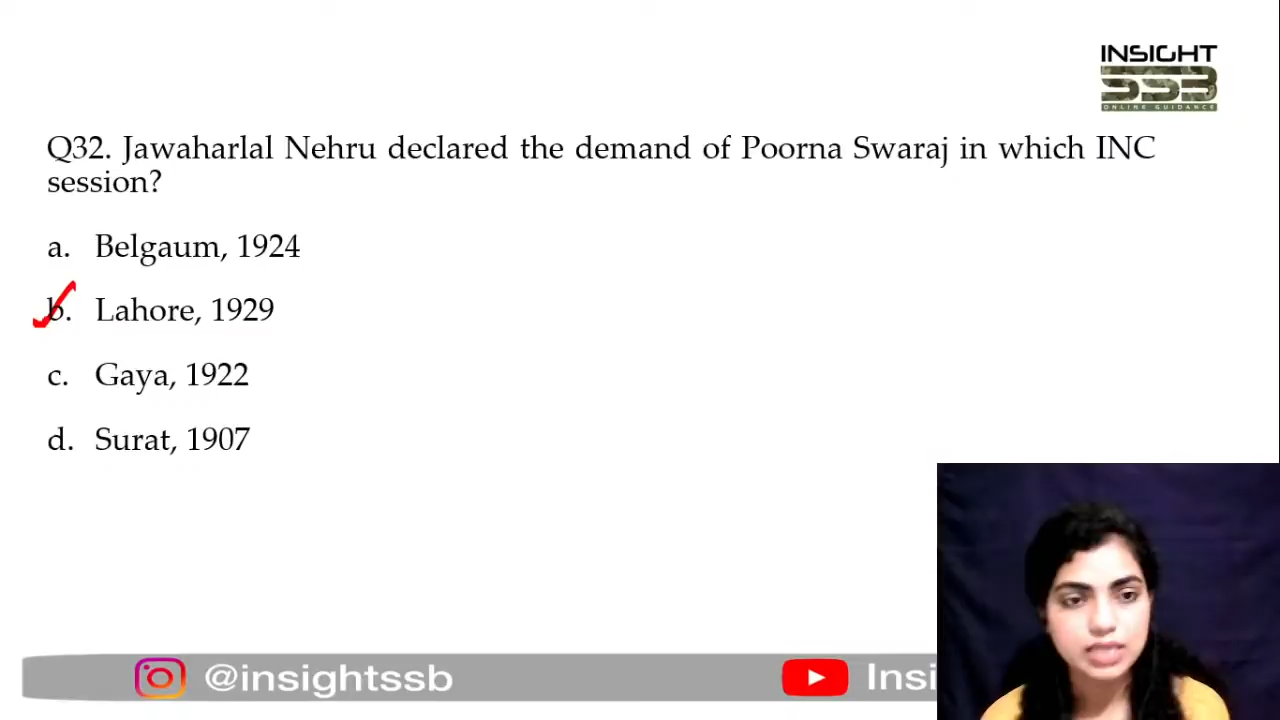 INSIGHT
SSB
ONLINE GUIDANCE
Q32. Jawaharlal Nehru declared the demand of Poorna Swaraj in which INC
session?
a. Belgaum, 1924
b. Lahore, 1929
c. Gaya, 1922
d. Surat, 1907
@insightssb
Insi